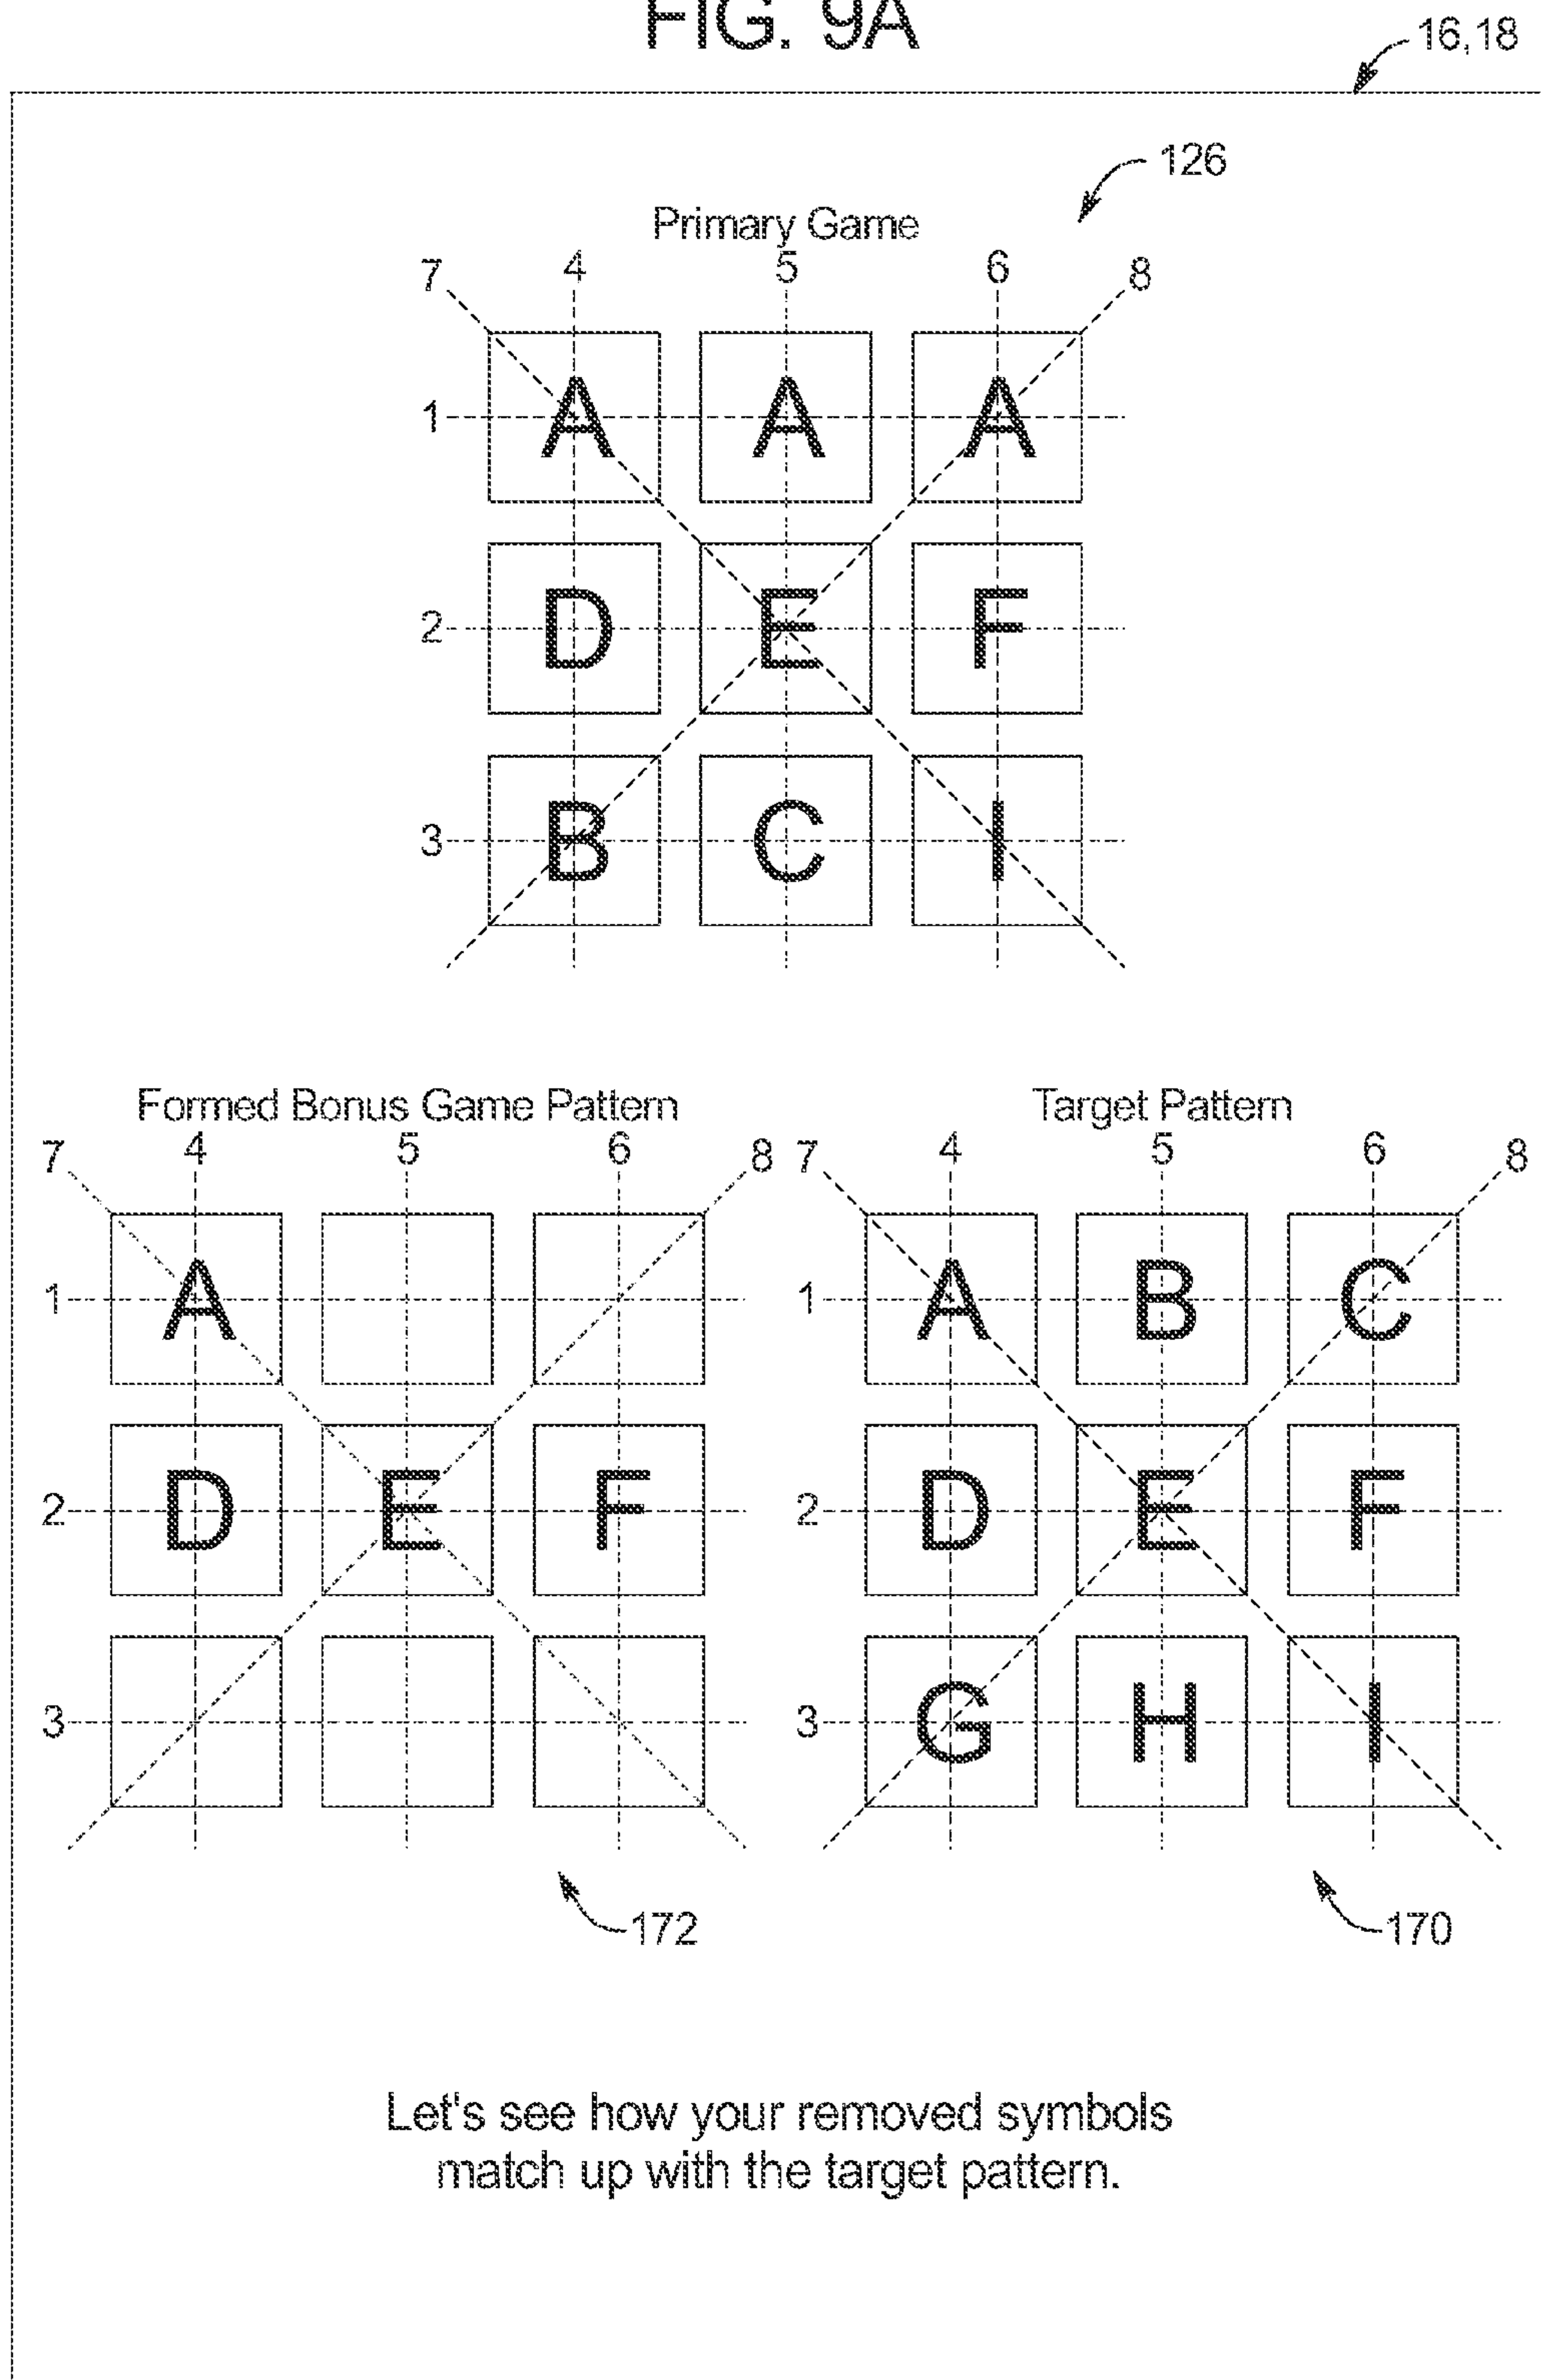 FIG. 9A
16,18
126
Primary Game
7 4 5 6 8
1 A A A
2 D E F
3 B C I
Formed Bonus Game Pattern
7 4 5 6 8
1 A
2 D E F
3
172
Target Pattern
7 4 5 6 8
1 A B C
2 D E F
3 G H I
170
Let's see how your removed symbols
match up with the target pattern.